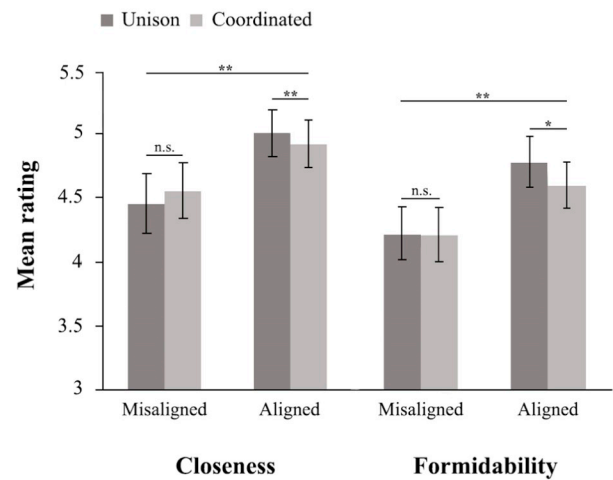 Unison Coordinated
5.5
5
4.5
4
3.5
3
Mean rating
**
**
n.s.
**
*
n.s.
Misaligned Aligned Misaligned Aligned
Closeness Formidability